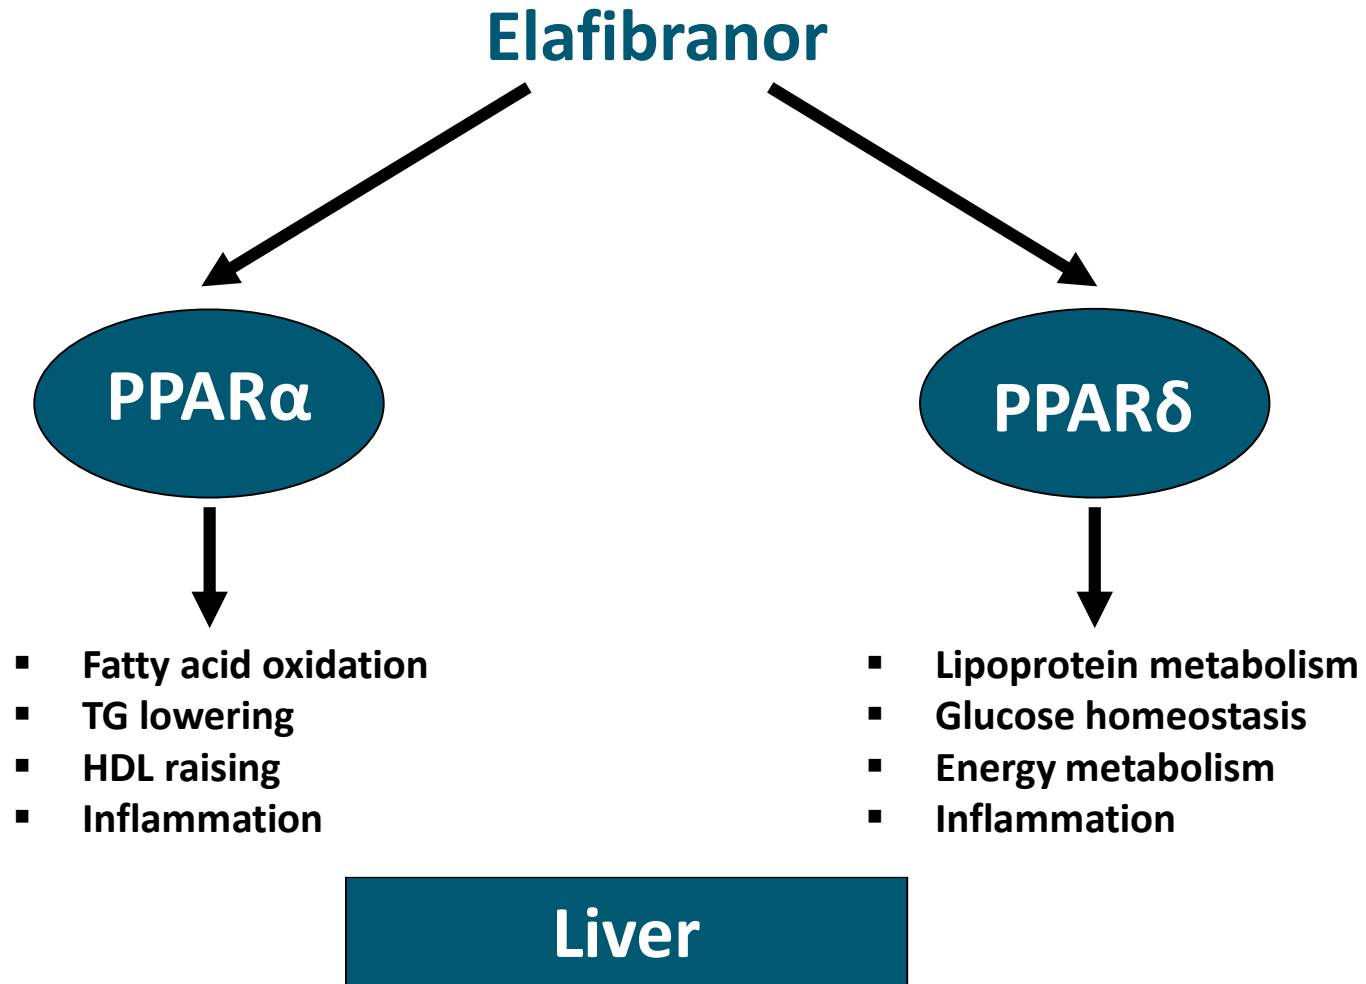 Elafibranor
PPARα
PPARδ
▪ Fatty acid oxidation
▪ TG lowering
▪ HDL raising
▪ Inflammation
▪ Lipoprotein metabolism
▪ Glucose homeostasis
▪ Energy metabolism
▪ Inflammation
Liver